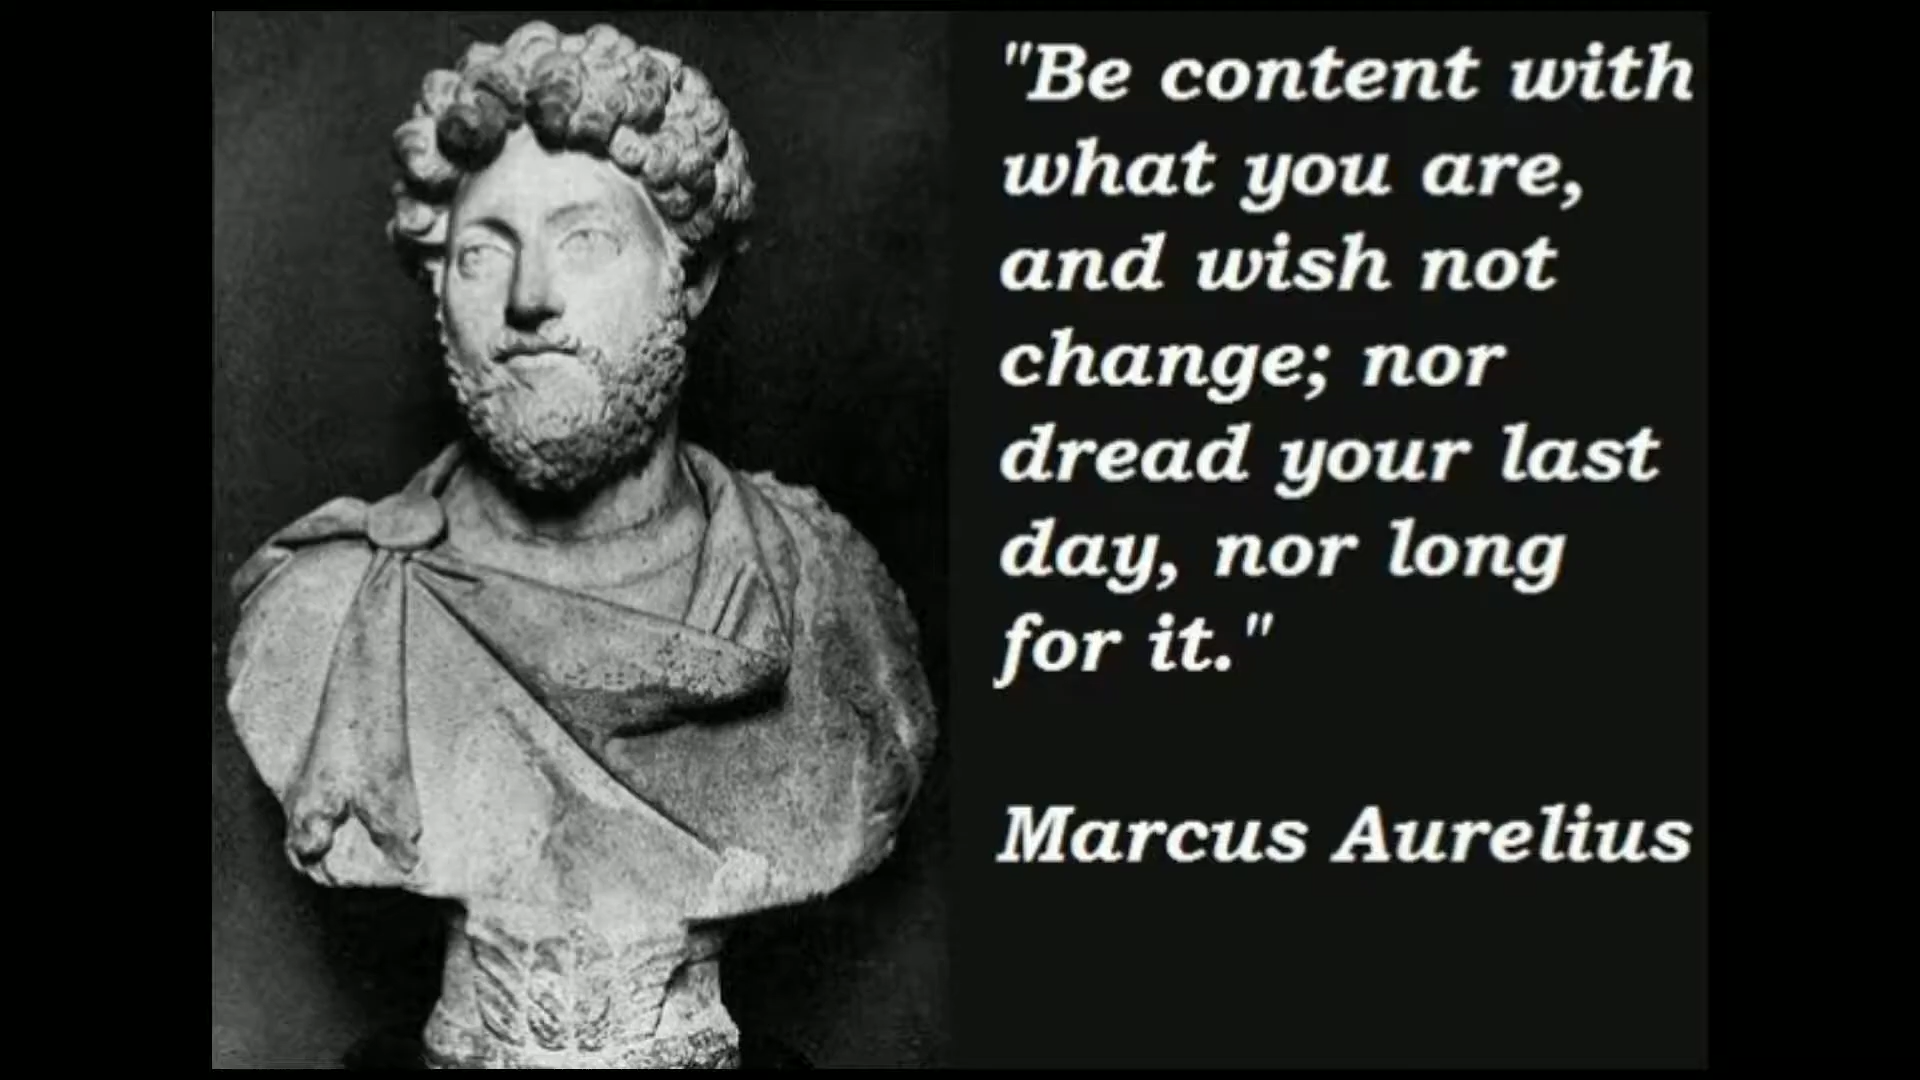 "Be content with
what you are,
and wish not
change; nor
dread your last
day, nor long
for it."
Marcus Aurelius